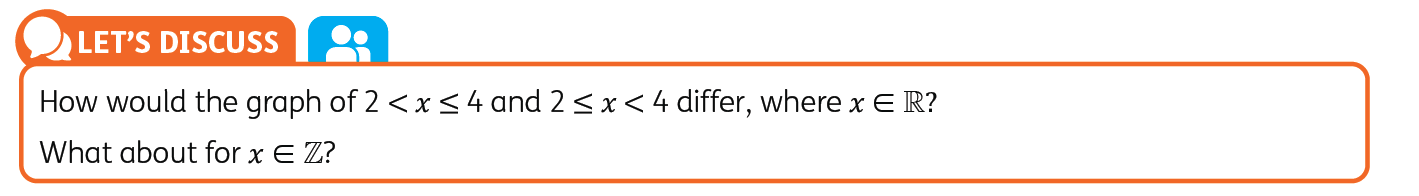 LET'S DISCUSS
How would the graph of 2 < x ≤ 4 and 2 ≤ x < 4 differ, where x ∈ ℝ?
What about for x ∈ ℤ?